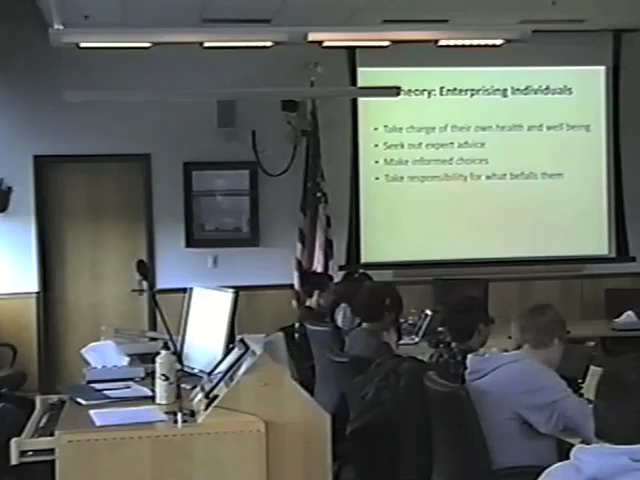 heory: Enterprising Individuals
• Take charge of their own health and well being
• Seek out expert advice
• Make informed choices
• Take responsibility for what befalls them